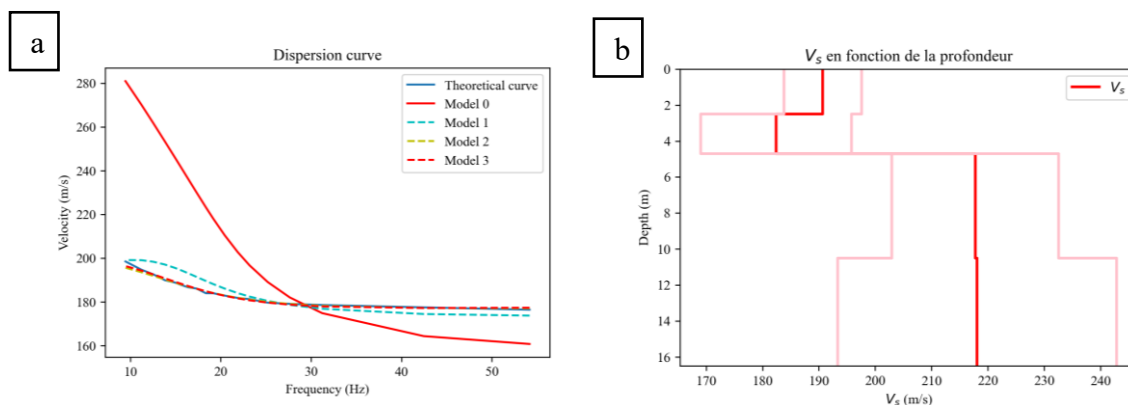 a
Dispersion curve
280
260
240
220
200
180
160
Velocity (m/s)
10
20
30
40
50
Frequency (Hz)
Theoretical curve
Model 0
Model 1
Model 2
Model 3
b
Vs en fonction de la profondeur
0
2
4
6
8
10
12
14
16
Depth (m)
170
180
190
200
210
220
230
240
Vs (m/s)
Vs